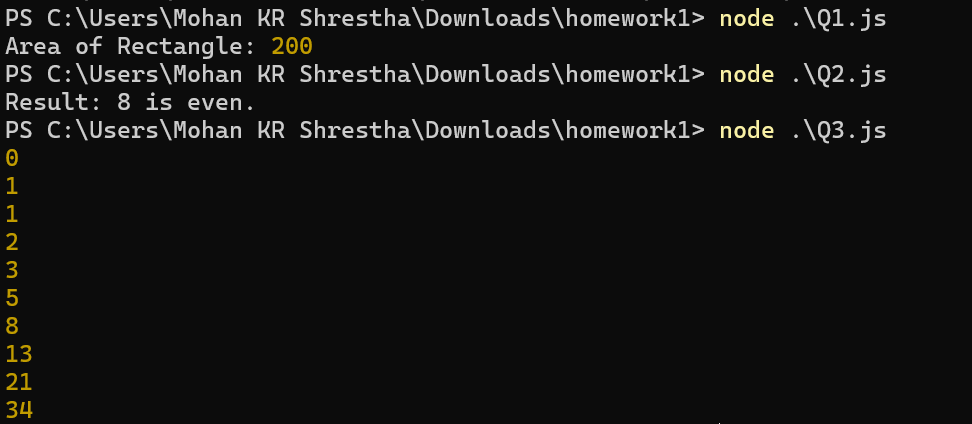 PS C:\Users\Mohan KR Shrestha\Downloads\homework1> node .\Q1.js
Area of Rectangle: 200
PS C:\Users\Mohan KR Shrestha\Downloads\homework1> node .\Q2.js
Result: 8 is even.
PS C:\Users\Mohan KR Shrestha\Downloads\homework1> node .\Q3.js
0
1
1
2
3
5
8
13
21
34